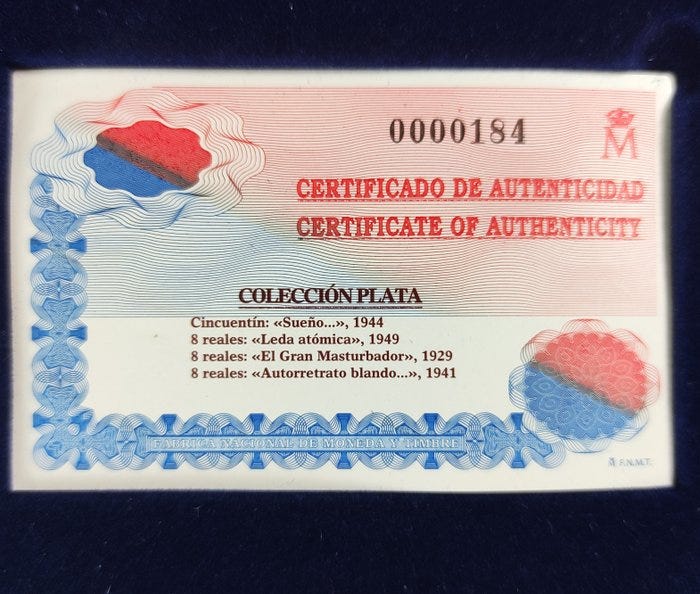 0000184
M
CERTIFICADO DE AUTENTICIDAD
CERTIFICATE OF AUTHENTICITY
COLECCIÓN PLATA
Cincuentín: «Sueño...», 1944
8 reales: «Leda atómica», 1949
8 reales: «El Gran Masturbador», 1929
8 reales: «Autorretrato blando...», 1941
FABRICA NACIONAL DE MONEDA Y TIMBRE
M F.N.M.T.